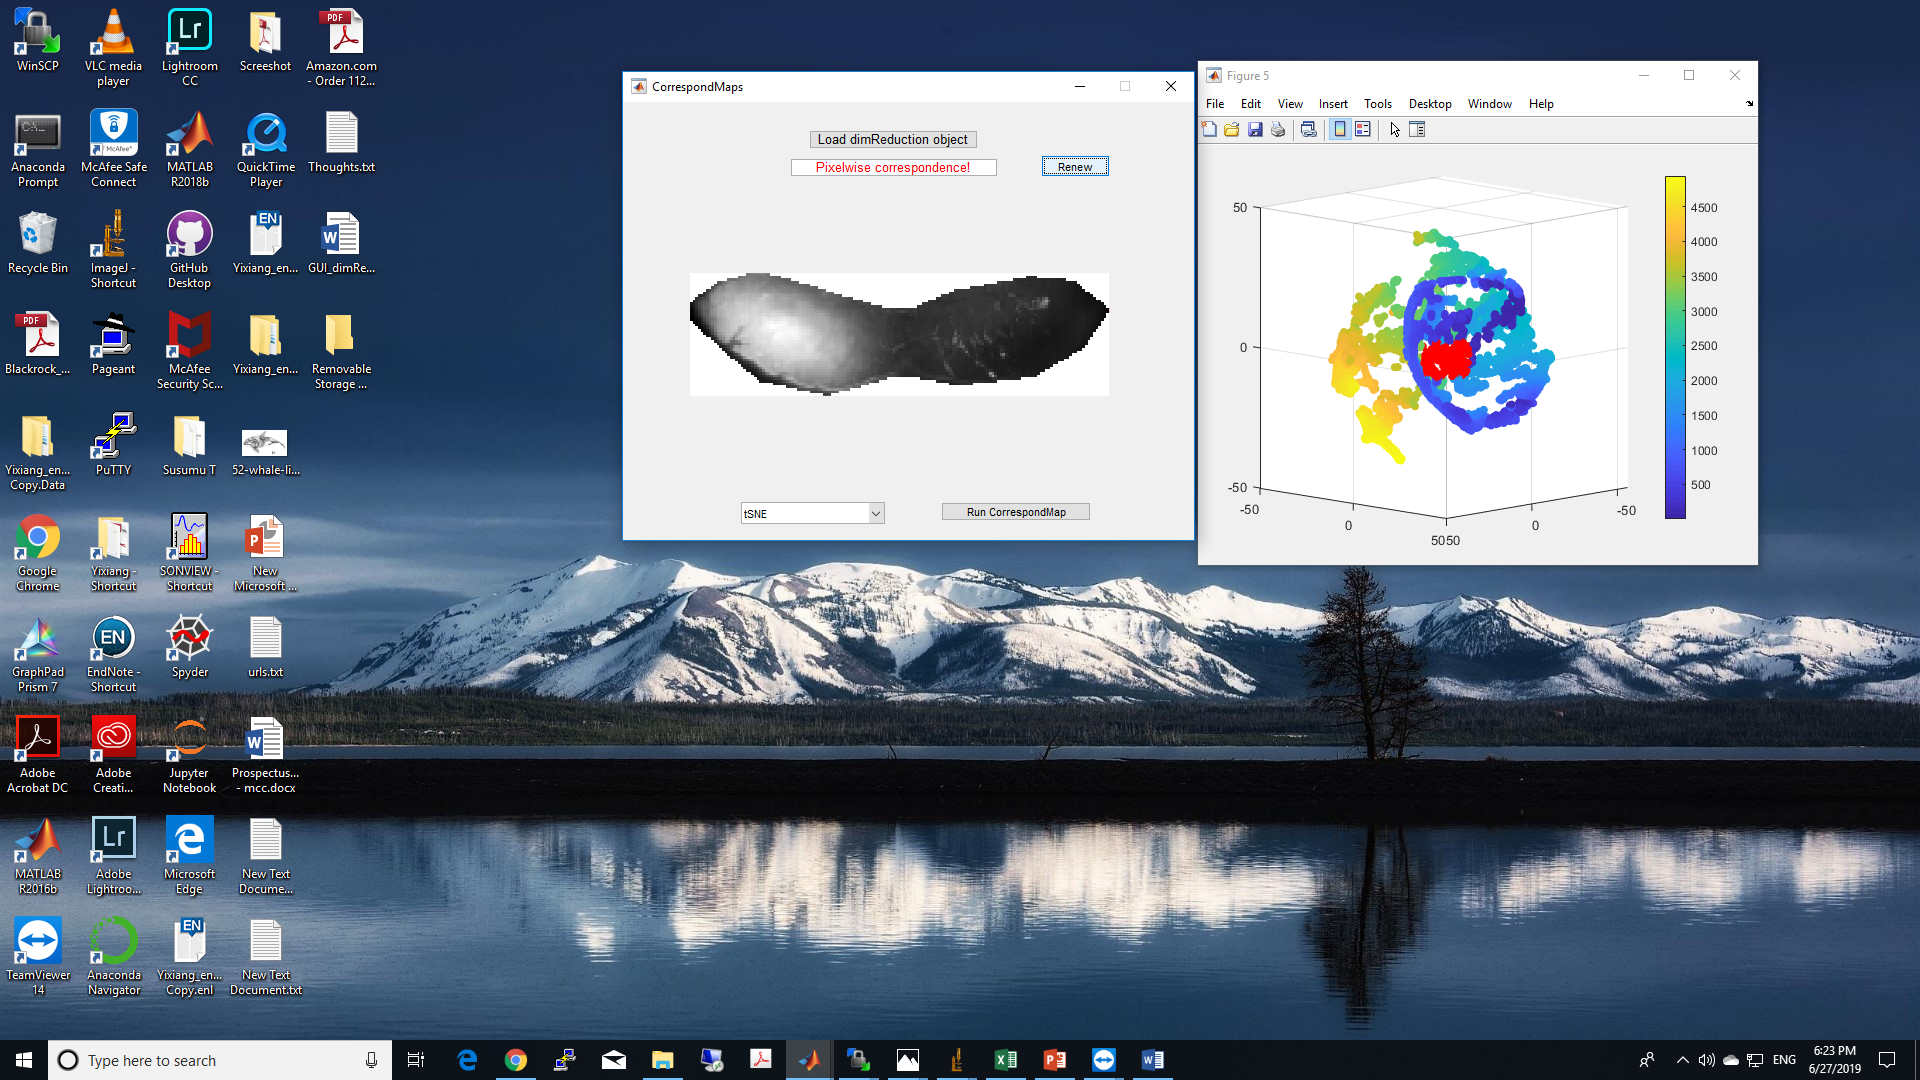 WinSCP
VLC media
player
Lightroom
CC
Screeshot
Amazon.com
- Order 112...
Anaconda
Prompt
McAfee Safe
Connect
MATLAB
R2018b
QuickTime
Player
Thoughts.txt
Recycle Bin
ImageJ -
Shortcut
GitHub
Desktop
Yixiang_en...
GUI_dimRe...
Blackrock_...
Pageant
McAfee
Security Sc...
Yixiang_en...
Removable
Storage ...
Yixiang_en...
Copy.Data
PuTTY
Susumu T
52-whale-li...
Google
Chrome
Yixiang -
Shortcut
SONVIEW -
Shortcut
New
Microsoft ...
GraphPad
Prism 7
EndNote -
Shortcut
Spyder
urls.txt
Adobe
Acrobat DC
Adobe
Creati...
Jupyter
Notebook
Prospectus...
- mcc.docx
MATLAB
R2016b
Adobe
Lightroo...
Microsoft
Edge
New Text
Docume...
TeamViewer
14
Anaconda
Navigator
Yixiang_en...
Copy.enl
New Text
Document.txt
CorrespondMaps
Load dimReduction object
Pixelwise correspondence!
Renew
tSNE
Run CorrespondMap
Figure 5
File Edit View Insert Tools Desktop Window Help
50
0
-50
-50
0
5050
0
-50
4500
4000
3500
3000
2500
2000
1500
1000
500
Type here to search
ENG
6:23 PM
6/27/2019